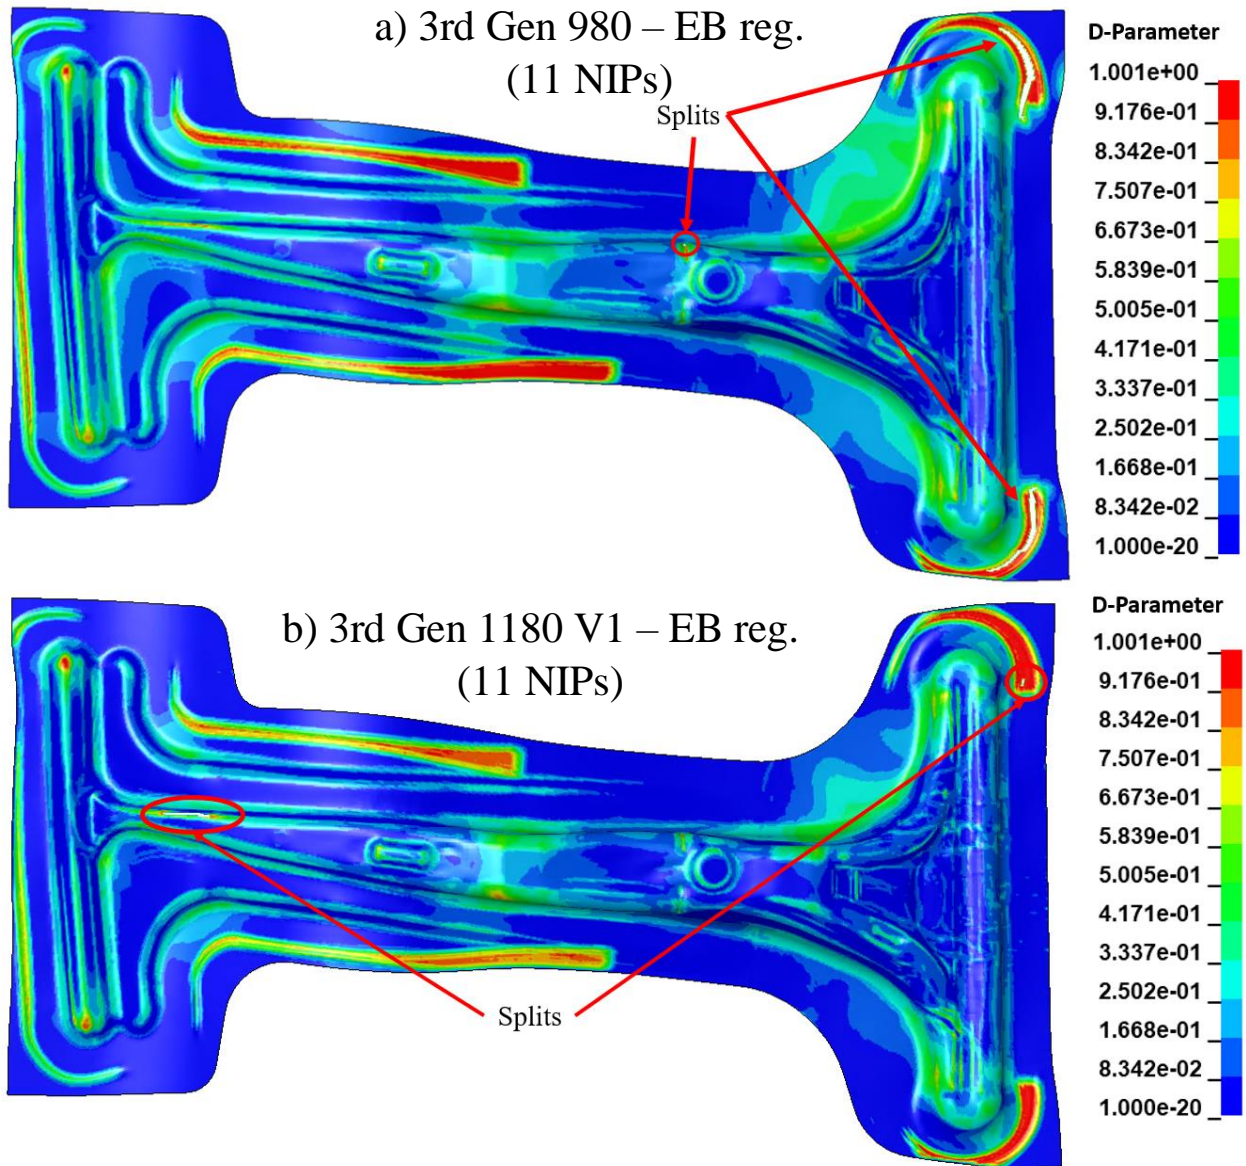 a) 3rd Gen 980 – EB reg.
(11 NIPs)
Splits
D-Parameter
1.001e+00
9.176e-01
8.342e-01
7.507e-01
6.673e-01
5.839e-01
5.005e-01
4.171e-01
3.337e-01
2.502e-01
1.668e-01
8.342e-02
1.000e-20
b) 3rd Gen 1180 V1 – EB reg.
(11 NIPs)
Splits
D-Parameter
1.001e+00
9.176e-01
8.342e-01
7.507e-01
6.673e-01
5.839e-01
5.005e-01
4.171e-01
3.337e-01
2.502e-01
1.668e-01
8.342e-02
1.000e-20